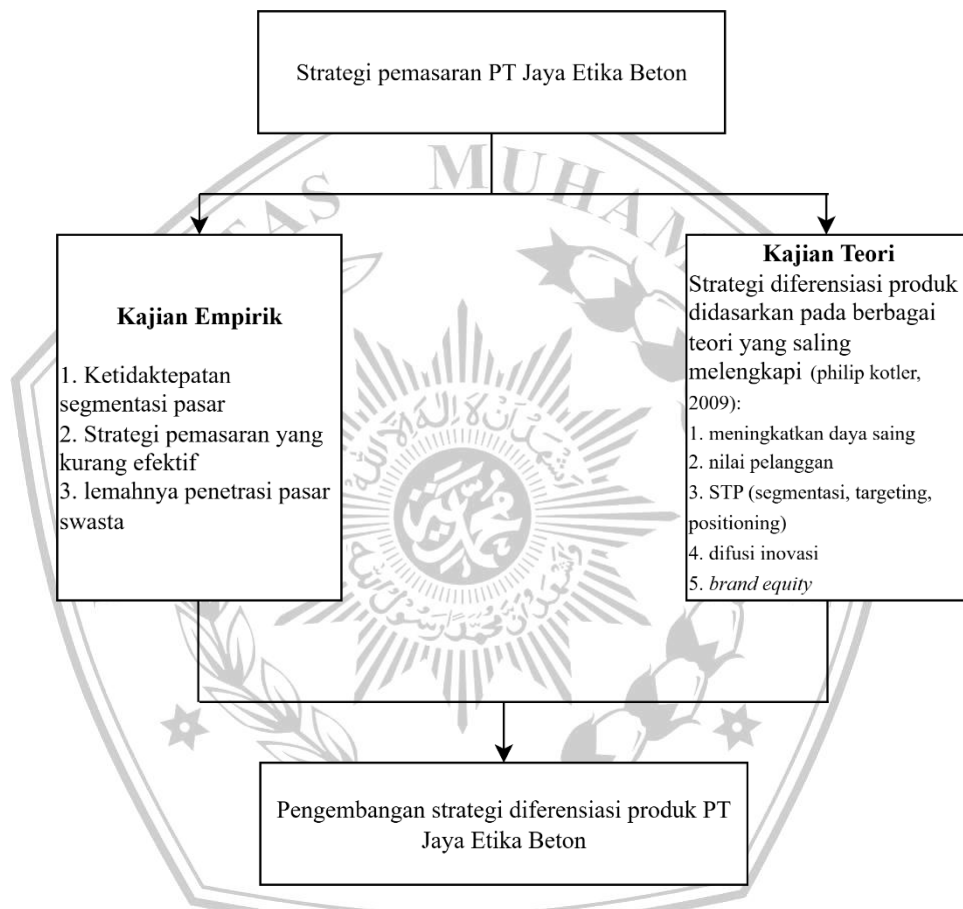 Strategi pemasaran PT Jaya Etika Beton
TAS MUHAM
Kajian Empirik
1. Ketidaktepatan
segmentasi pasar
2. Strategi pemasaran yang
kurang efektif
3. lemahnya penetrasi pasar
swasta
Kajian Teori
Strategi diferensiasi produk
didasarkan pada berbagai
teori yang saling
melengkapi (philip kotler,
2009):
1. meningkatkan daya saing
2. nilai pelanggan
3. STP (segmentasi, targeting,
positioning)
4. difusi inovasi
5. brand equity
Pengembangan strategi diferensiasi produk PT
Jaya Etika Beton